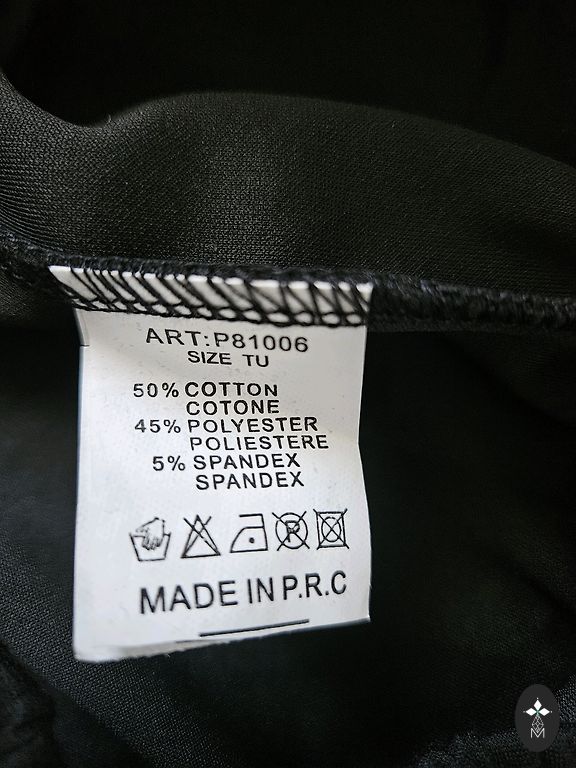 ART:P81006
SIZE TU
50% COTTON
COTONE
45% POLYESTER
POLIESTERE
5% SPANDEX
SPANDEX
MADE IN P.R.C